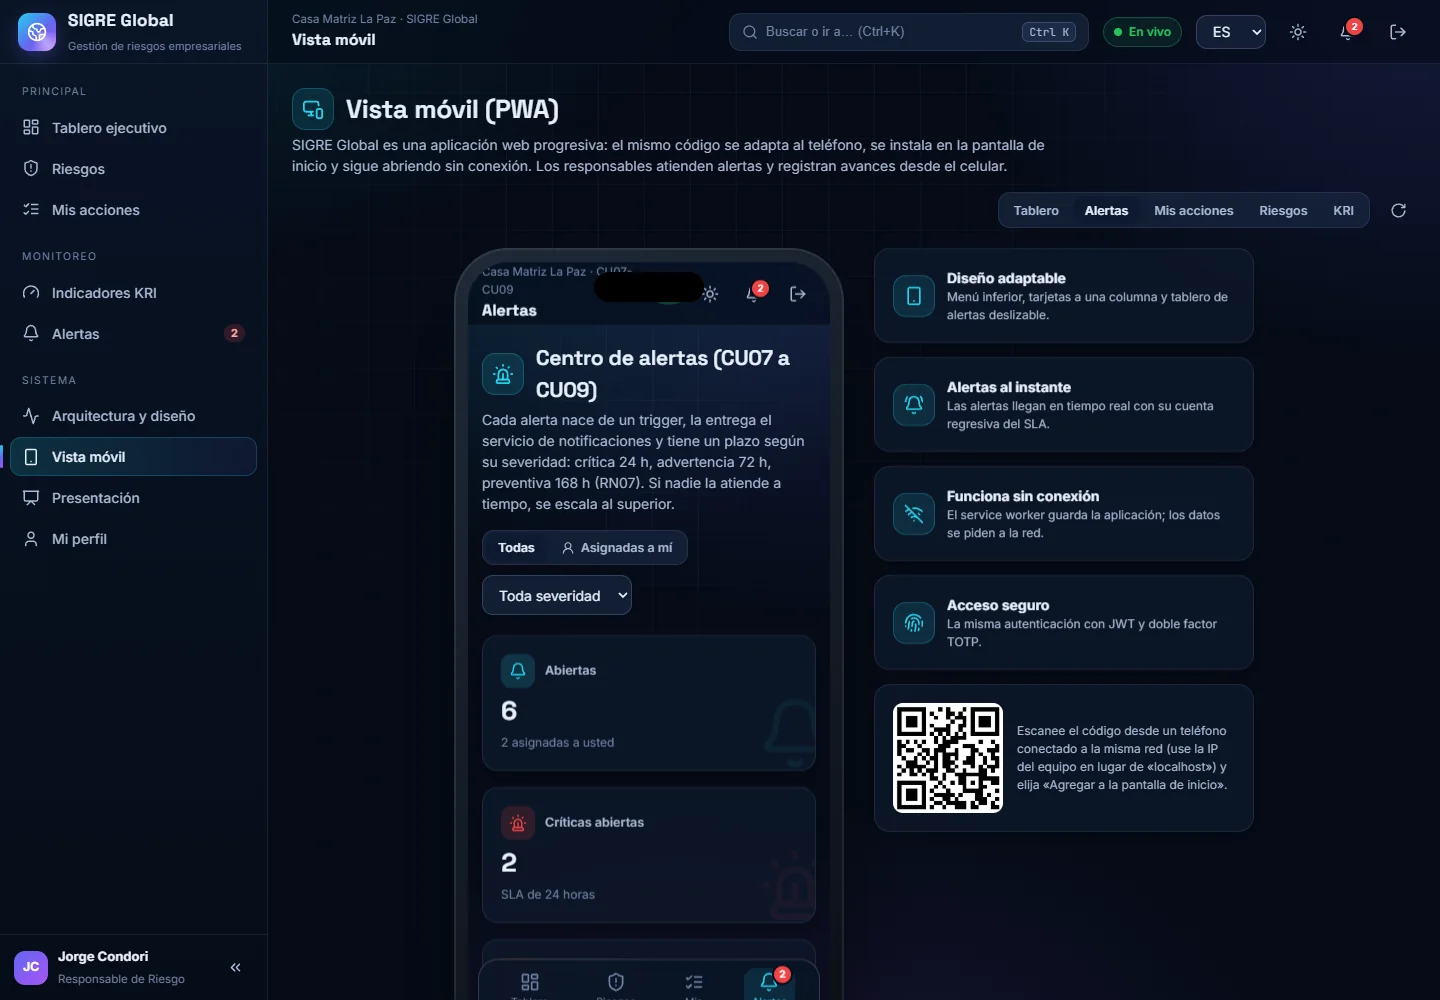 SIGRE Global
Gestión de riesgos empresariales
PRINCIPAL
Tablero ejecutivo
Riesgos
Mis acciones
MONITOREO
Indicadores KRI
Alertas
2
SISTEMA
Arquitectura y diseño
Vista móvil
Presentación
Mi perfil
JC
Jorge Condori
Responsable de Riesgo
Casa Matriz La Paz · SIGRE Global
Vista móvil
Buscar o ir a... (Ctrl+K)
Ctrl K
En vivo
ES
2
Vista móvil (PWA)
SIGRE Global es una aplicación web progresiva: el mismo código se adapta al teléfono, se instala en la pantalla de
inicio y sigue abriendo sin conexión. Los responsables atienden alertas y registran avances desde el celular.
Tablero
Alertas
Mis acciones
Riesgos
KRI
Casa Matriz La Paz · CU07-
CU09
Alertas
2
Centro de alertas (CU07 a
CU09)
Cada alerta nace de un trigger, la entrega el
servicio de notificaciones y tiene un plazo según
su severidad: crítica 24 h, advertencia 72 h,
preventiva 168 h (RN07). Si nadie la atiende a
tiempo, se escala al superior.
Todas
Asignadas a mí
Toda severidad
Abiertas
6
2 asignadas a usted
Críticas abiertas
2
SLA de 24 horas
2
Diseño adaptable
Menú inferior, tarjetas a una columna y tablero de
alertas deslizable.
Alertas al instante
Las alertas llegan en tiempo real con su cuenta
regresiva del SLA.
Funciona sin conexión
El service worker guarda la aplicación; los datos
se piden a la red.
Acceso seguro
La misma autenticación con JWT y doble factor
TOTP.
Escanee el código desde un teléfono
conectado a la misma red (use la IP
del equipo en lugar de «localhost») y
elija «Agregar a la pantalla de inicio».